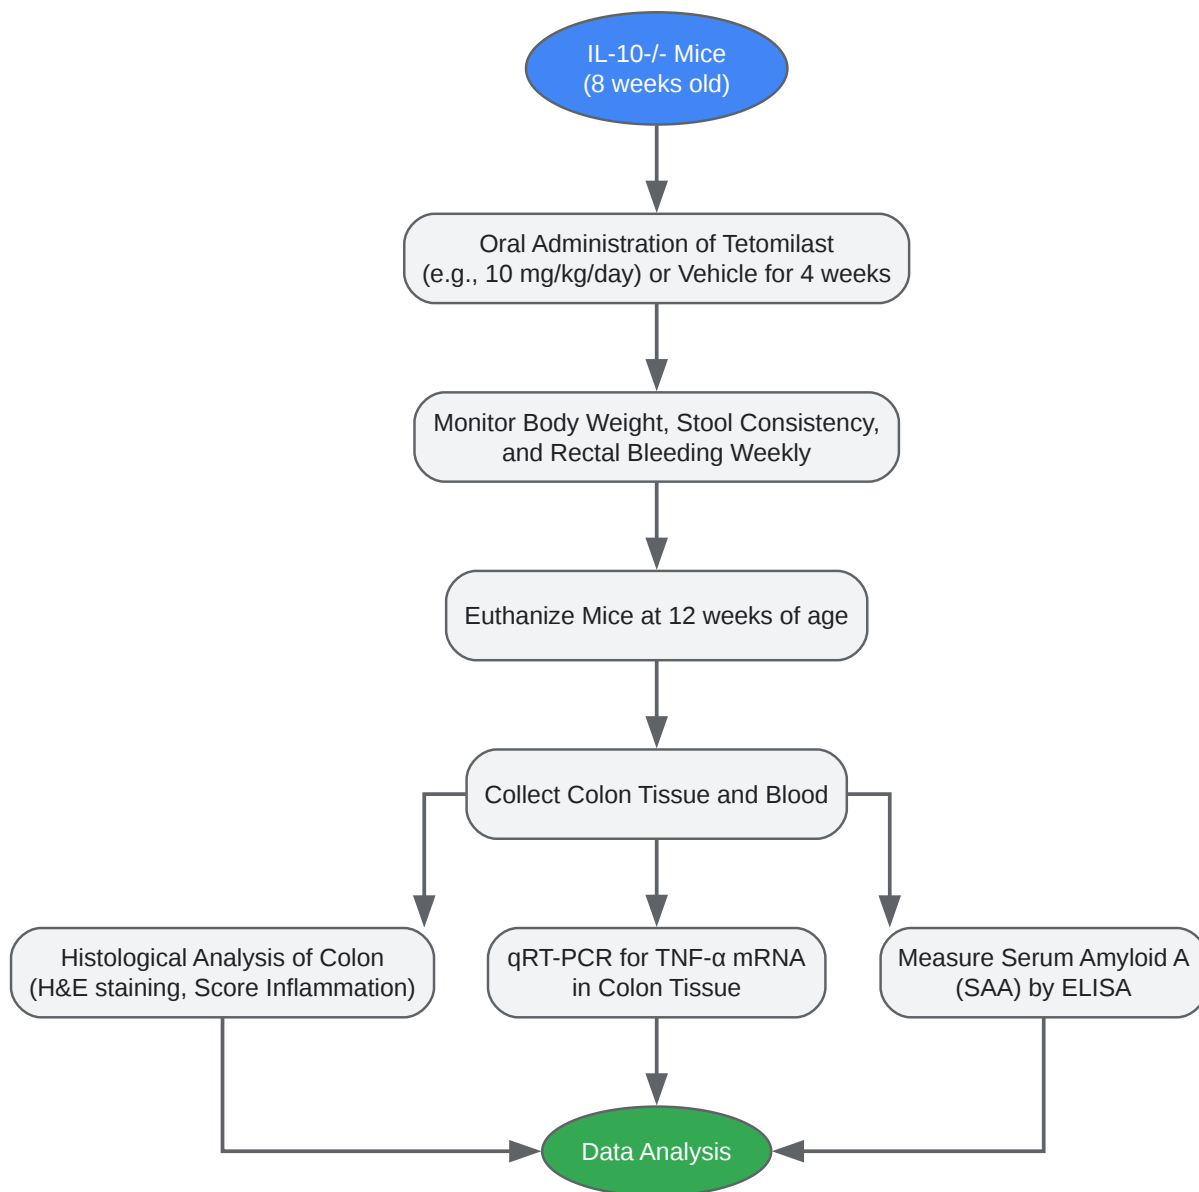 IL-10-/- Mice
(8 weeks old)
Oral Administration of Tetomilast
(e.g., 10 mg/kg/day) or Vehicle for 4 weeks
Monitor Body Weight, Stool Consistency,
and Rectal Bleeding Weekly
Euthanize Mice at 12 weeks of age
Collect Colon Tissue and Blood
Histological Analysis of Colon
(H&E staining, Score Inflammation)
qRT-PCR for TNF-α mRNA
in Colon Tissue
Measure Serum Amyloid A
(SAA) by ELISA
Data Analysis